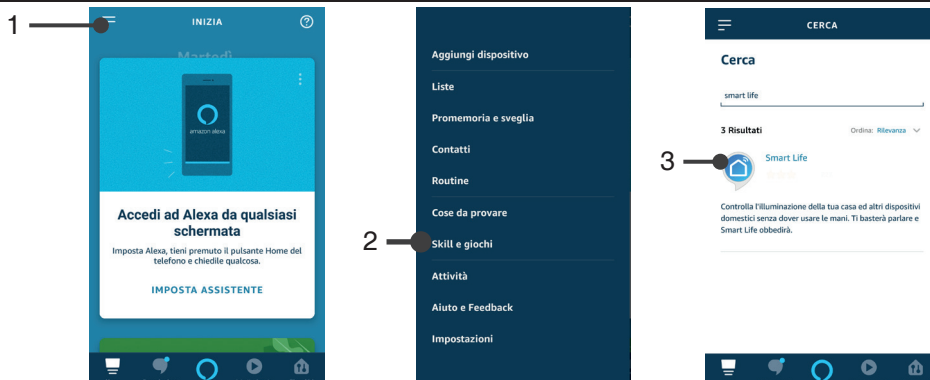 1
INIZIA
Martedì
amazon alexa
Accedi ad Alexa da qualsiasi
schermata
Imposta Alexa, tieni premuto il pulsante Home del
telefono e chiedile qualcosa.
IMPOSTA ASSISTENTE
2
Aggiungi dispositivo
Liste
Promemoria e sveglia
Contatti
Routine
Cose da provare
Skill e giochi
Attività
Aiuto e Feedback
Impostazioni
3
CERCA
Cerca
smart life
3 Risultati Ordina: Rilevanza
Smart Life
Controlla l'illuminazione della tua casa ed altri dispositivi
domestici senza dover usare le mani. Ti basterà parlare e
Smart Life obbedirà.